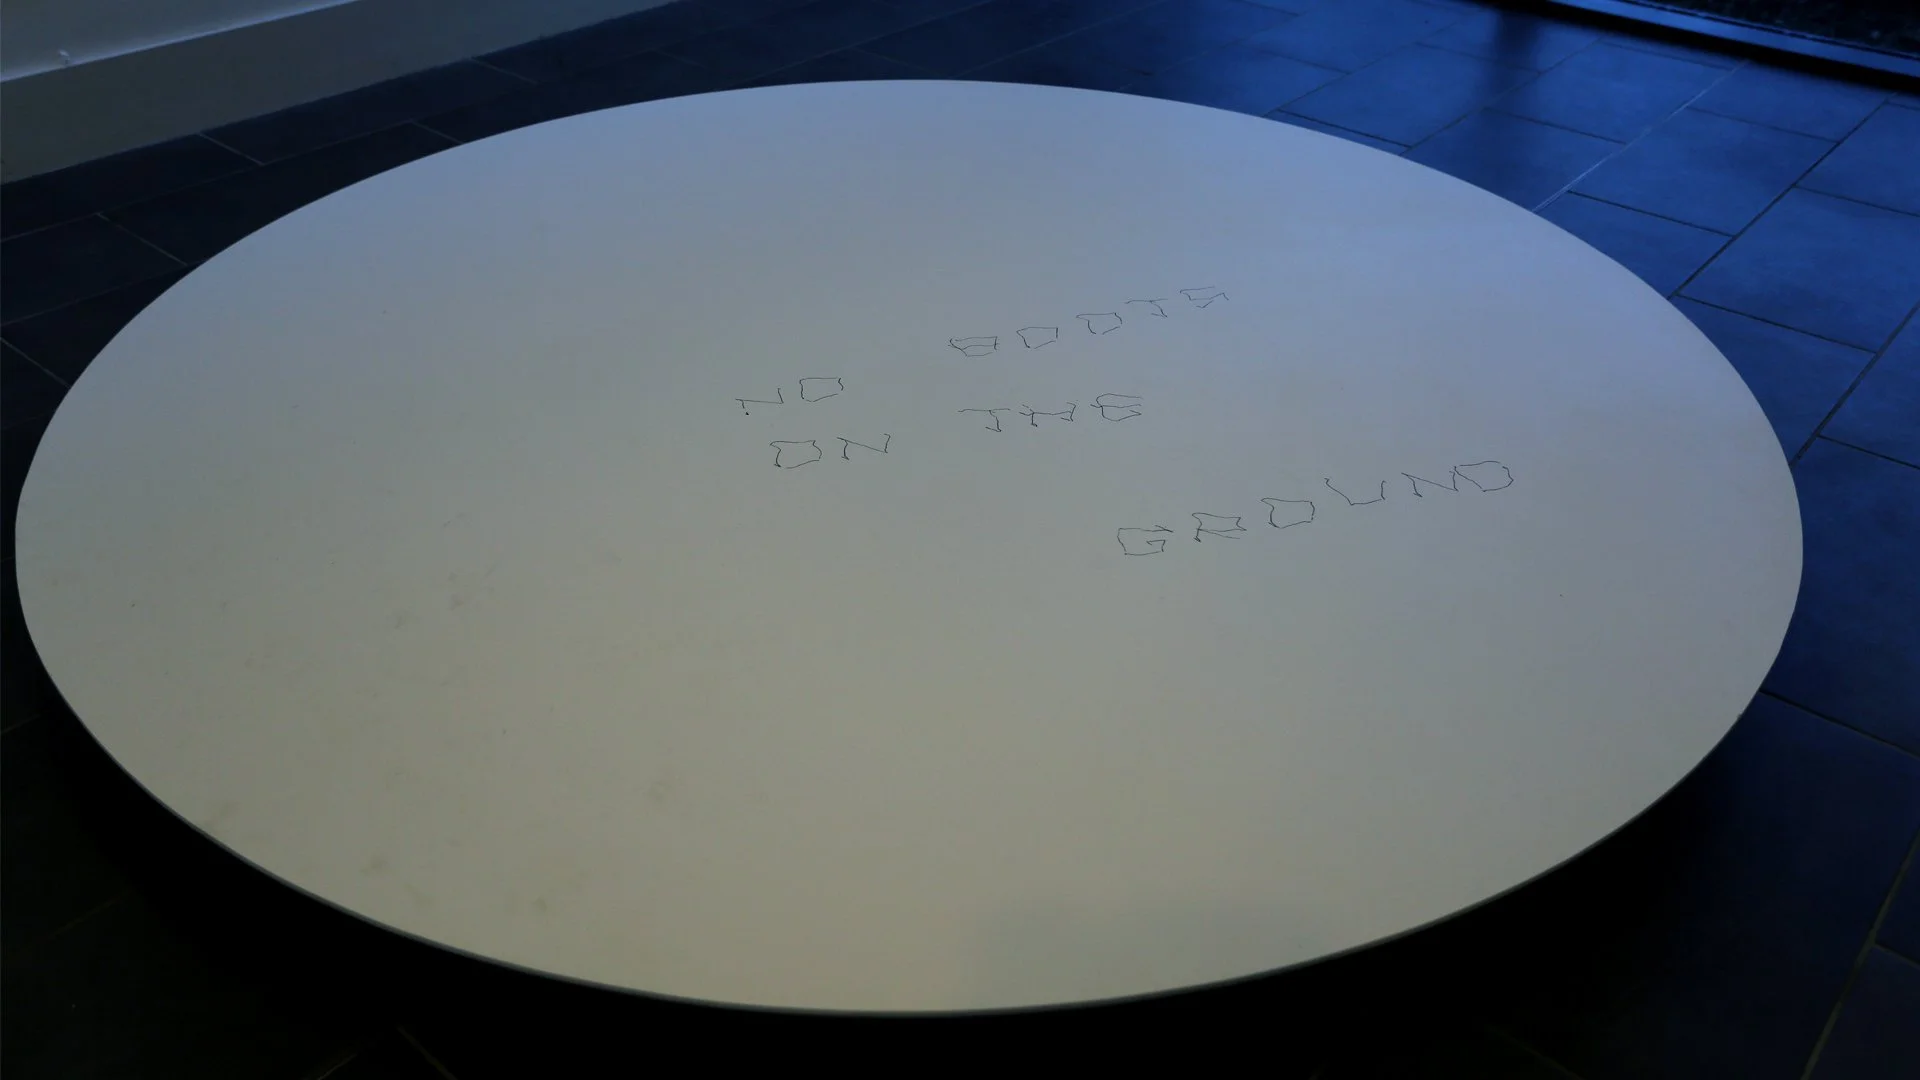 NO BOOTS
ON THE
GROUND